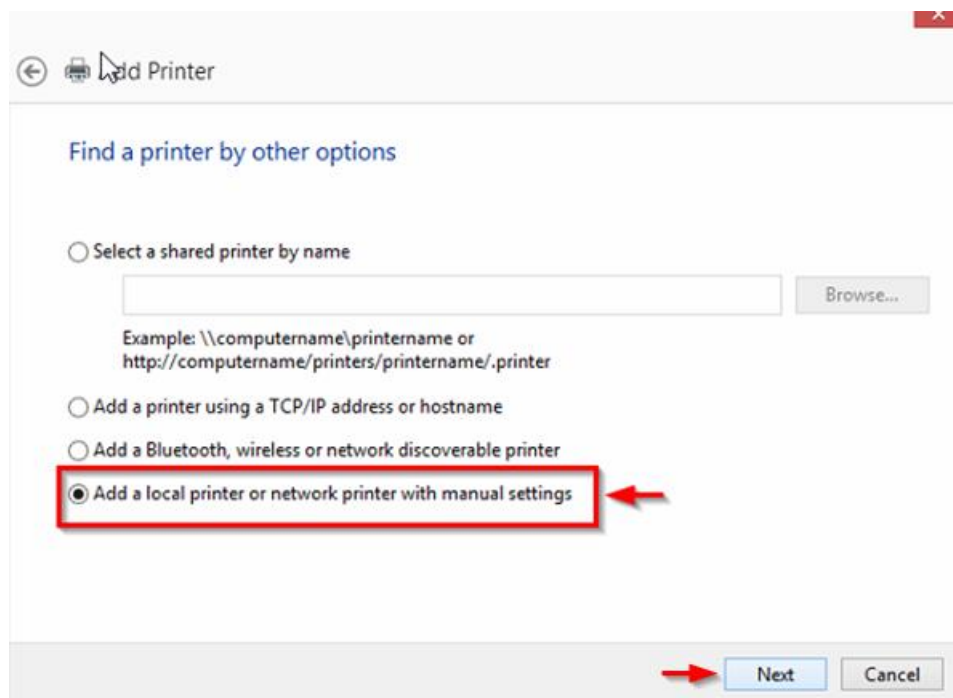 Add Printer
Find a printer by other options
Select a shared printer by name
Browse...
Example: \\computername\printername or
http://computername/printers/printername/.printer
Add a printer using a TCP/IP address or hostname
Add a Bluetooth, wireless or network discoverable printer
Add a local printer or network printer with manual settings
Next
Cancel